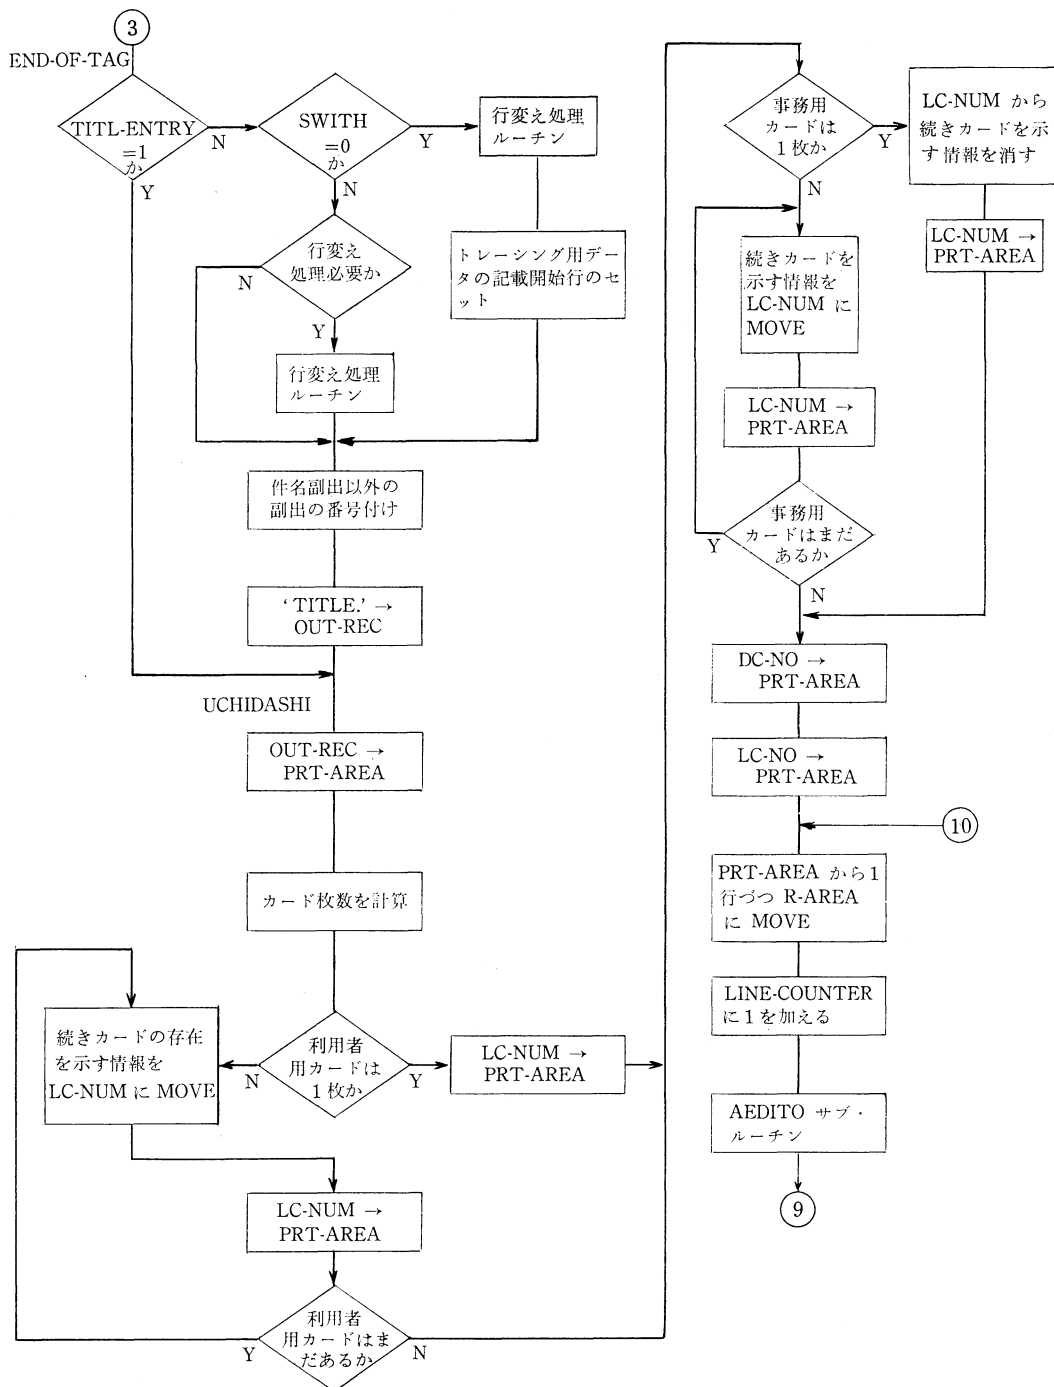 3
END-OF-TAG
TITL-ENTRY
=1
か
N
Y
SWITH
=0
か
Y
N
行変え処理
ルーチン
行変え
処理必要か
N
Y
トレーシング用デー
タの記載開始行のセ
ット
行変え処理
ルーチン
件名副出以外の
副出の番号付け
‘TITLE.’→
OUT-REC
UCHIDASHI
OUT-REC →
PRT-AREA
カード枚数を計算
利用者
用カードは
1枚か
N
Y
続きカードの存在
を示す情報を
LC-NUM に MOVE
LC-NUM →
PRT-AREA
LC-NUM →
PRT-AREA
利用者
用カードはま
だあるか
Y
N
事務用
カードは
1枚か
Y
N
LC-NUM から
続きカードを示
す情報を消す
LC-NUM →
PRT-AREA
続きカードを
示す情報を
LC-NUM に
MOVE
LC-NUM →
PRT-AREA
事務用
カードはまだ
あるか
Y
N
DC-NO →
PRT-AREA
LC-NO →
PRT-AREA
10
PRT-AREA から1
行づつ R-AREA
に MOVE
LINE-COUNTER
に1を加える
AEDITO サブ・
ルーチン
9